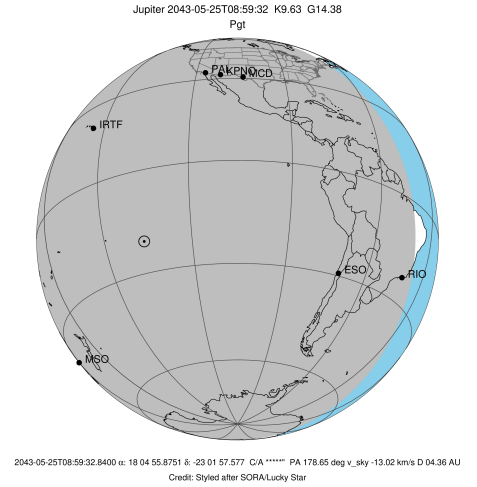 Jupiter 2043-05-25T08:59:32 K9.63 G14.38
Pgt
KPNO MCD
IRTF
ESO
RIO
MSO
2043-05-25T08:59:32.8400 α: 18 04 55.8751 δ: -23 01 57.577 C/A *****" PA 178.65 deg v_sky -13.02 km/s D 04.36 AU
Credit: Styled after SORA/Lucky Star